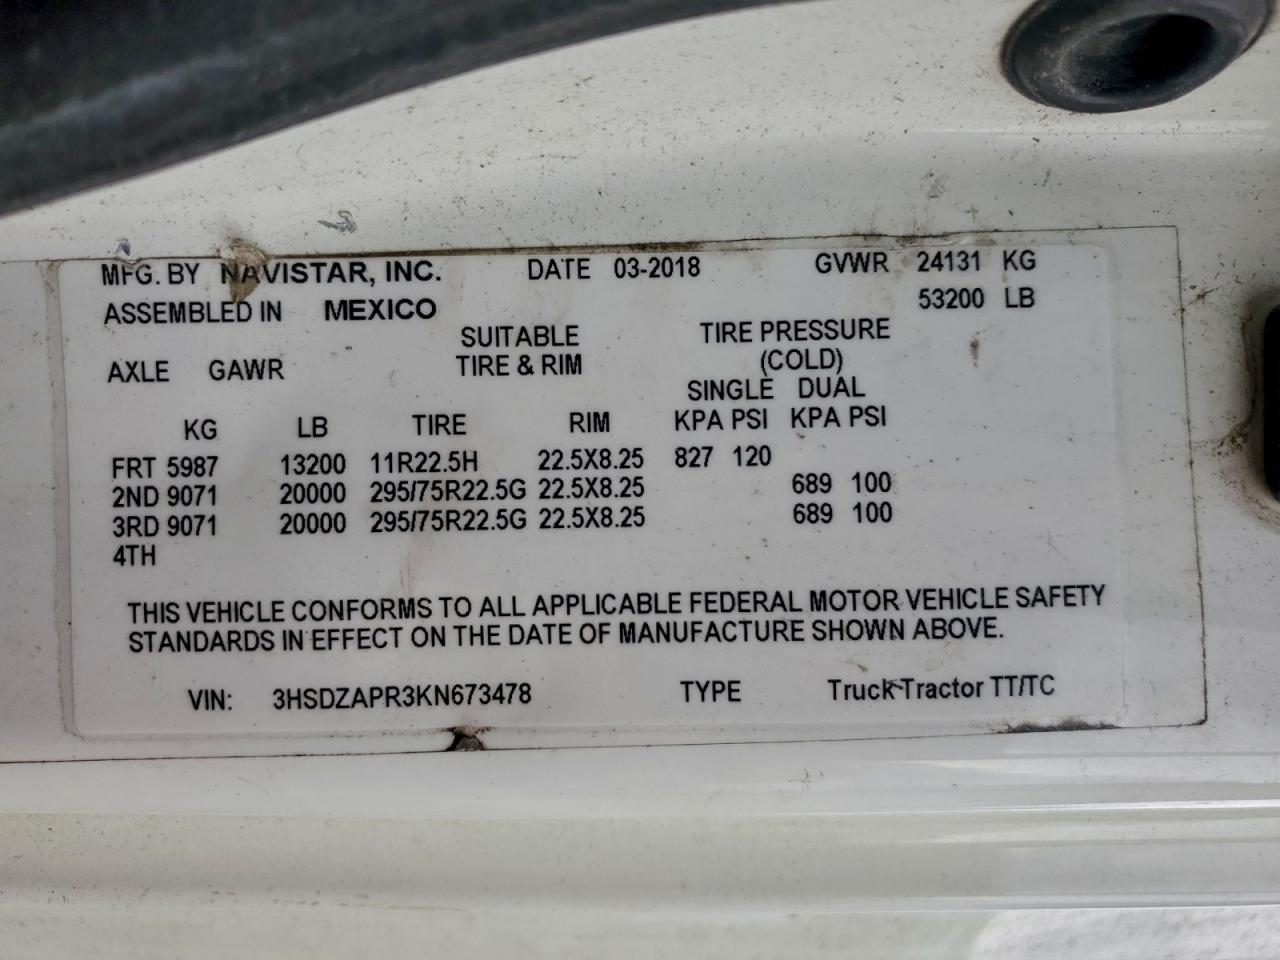 MFG. BY NAVISTAR, INC. DATE 03-2018 GVWR 24131 KG
ASSEMBLED IN MEXICO 53200 LB
SUITABLE TIRE PRESSURE
AXLE GAWR TIRE & RIM (COLD)
SINGLE DUAL
KG LB TIRE RIM KPA PSI KPA PSI
FRT 5987 13200 11R22.5H 22.5X8.25 827 120
2ND 9071 20000 295/75R22.5G 22.5X8.25 689 100
3RD 9071 20000 295/75R22.5G 22.5X8.25 689 100
4TH
THIS VEHICLE CONFORMS TO ALL APPLICABLE FEDERAL MOTOR VEHICLE SAFETY
STANDARDS IN EFFECT ON THE DATE OF MANUFACTURE SHOWN ABOVE.
VIN: 3HSDZAPR3KN673478 TYPE Truck-Tractor TT/TC